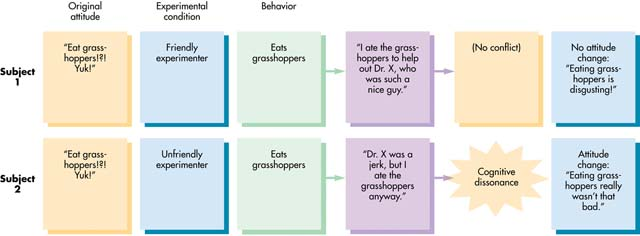 Original
attitude
Experimental
condition
Behavior
Subject
1
“Eat grass-
hoppers!?!
Yuk!”
Friendly
experimenter
Eats
grasshoppers
“I ate the grass-
hoppers to help
out Dr. X, who
was such a
nice guy.”
(No conflict)
No attitude
change:
“Eating grass-
hoppers is
disgusting!”
Subject
2
“Eat grass-
hoppers!?!
Yuk!”
Unfriendly
experimenter
Eats
grasshoppers
“Dr. X was a
jerk, but I
ate the
grasshoppers
anyway.”
Cognitive
dissonance
Attitude
change:
“Eating grass-
hoppers really
wasn’t that
bad.”